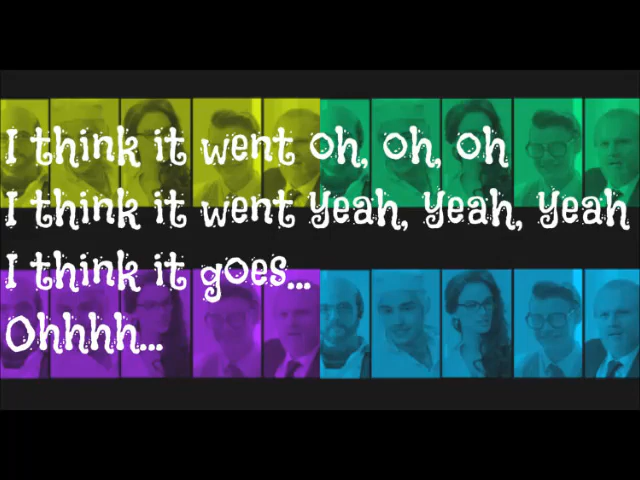 I think it went oh, oh, oh
I think it went yeah, yeah, yeah
I think it goes...
Ohhhh...